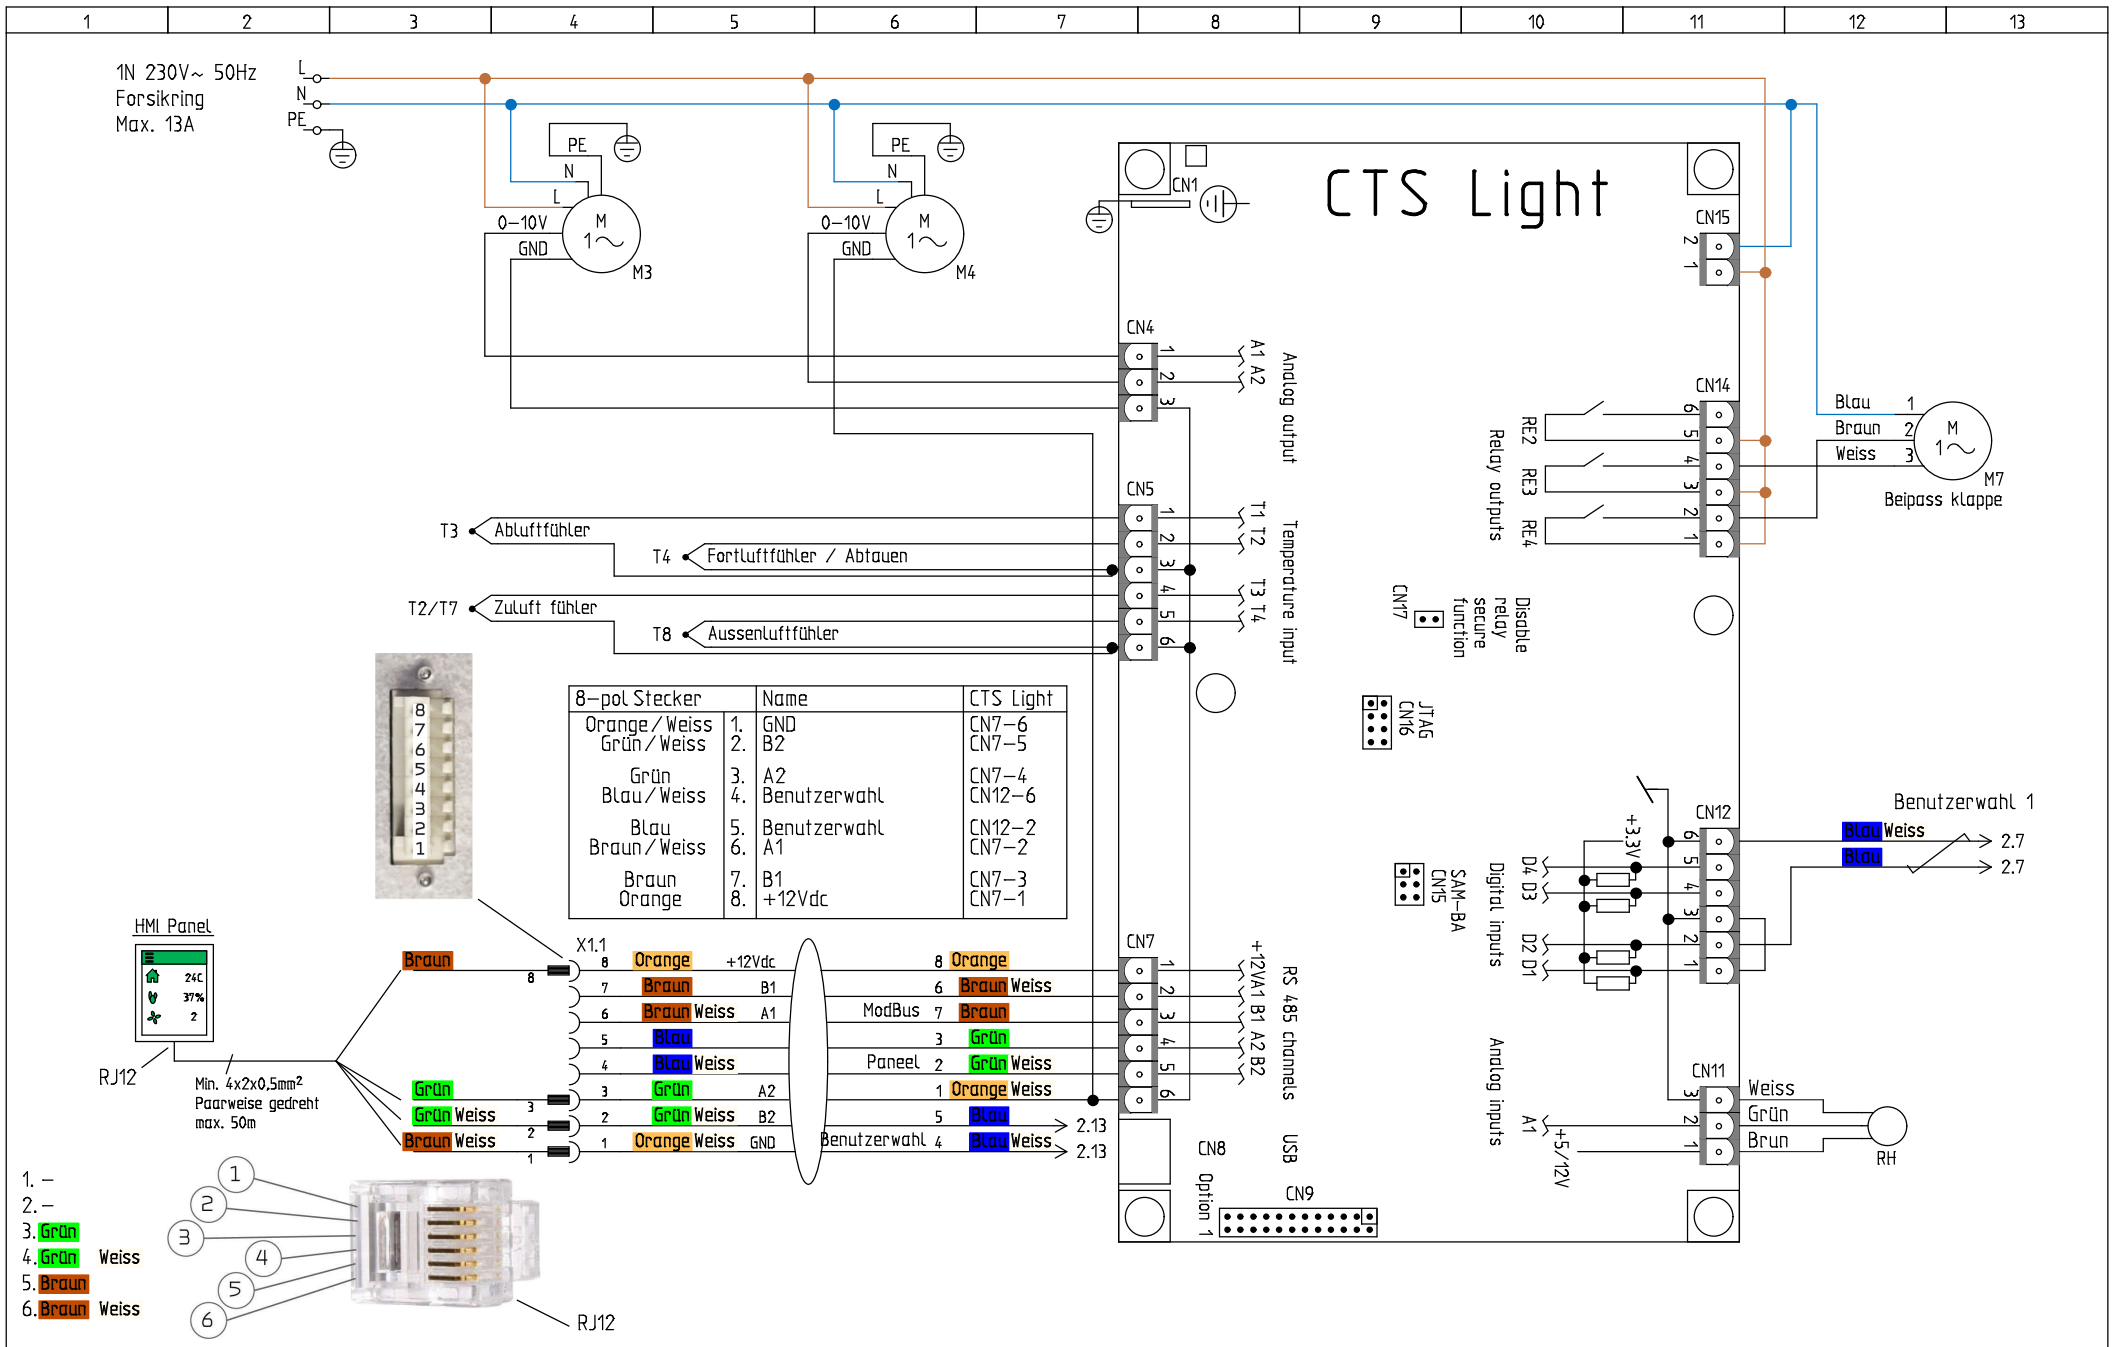 1 2 3 4 5 6 7 8 9 10 11 12 13
1N 230V~ 50Hz
Forsikring
Max. 13A
L
N
PE
PE
N
L
0-10V
GND
M
1~
M3
PE
N
L
0-10V
GND
M
1~
M4
CTS Light
CN1
CN15
2
1
CN4
1
2
3
A1 A2
Analog output
CN14
6
5
4
3
2
1
RE2
RE3
RE4
Relay outputs
Blau 1
Braun 2
Weiss 3
M
1~
M7
Beipass klappe
CN5
1
2
3
4
5
6
T1 T2
T3 T4
Temperature input
T3 Abluftfühler
T4 Fortluftfühler / Abtauen
T2/T7 Zuluft fühler
T8 Aussenluftfühler
CN17
Disable
relay
secure
function
JTAG
CN16
SAM-BA
CN15
8
7
6
5
4
3
2
1
8-pol Stecker Name CTS Light
Orange/Weiss 1. GND CN7-6
Grün/Weiss 2. B2 CN7-5
Grün 3. A2 CN7-4
Blau/Weiss 4. Benutzerwahl CN12-6
Blau 5. Benutzerwahl CN12-2
Braun/Weiss 6. A1 CN7-2
Braun 7. B1 CN7-3
Orange 8. +12Vdc CN7-1
CN12
6
5
4
3
2
1
+3.3V
D4 D3
D2 D1
Digital inputs
Benutzerwahl 1
Blau Weiss 2.7
Blau 2.7
HMI Panel
24C
37%
2
RJ12
Min. 4x2x0,5mm²
Paarweise gedreht
max. 50m
X1.1
Braun 8 8 Orange +12Vdc 8 Orange
7 Braun B1 6 Braun Weiss
6 Braun Weiss A1 ModBus 7 Braun
5 Blau 3 Grün
4 Blau Weiss Paneel 2 Grün Weiss
Grün 3 3 Grün A2 1 Orange Weiss
Grün Weiss 2 2 Grün Weiss B2 5 Blau 2.13
Braun Weiss 1 1 Orange Weiss GND Benutzerwahl 4 Blau Weiss 2.13
CN7
1
2
3
4
5
6
+12V A1 B1 A2 B2
RS 485 channels
CN8
USB
Option 1
CN9
Analog inputs
A1
+5/12V
CN11
3
2
1
Weiss
Grün
Brun
RH
1. -
2. -
3. Grün
4. Grün Weiss
5. Braun
6. Braun Weiss
1
2
3
4
5
6
RJ12